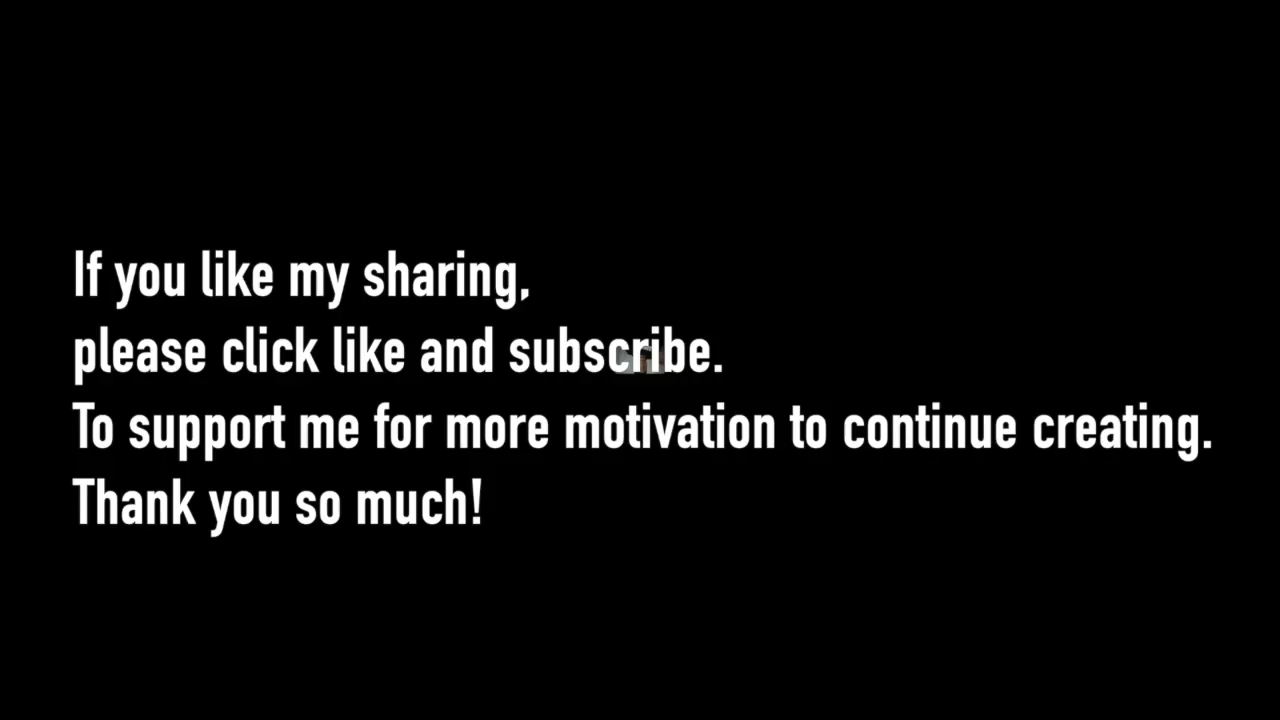 If you like my sharing,
please click like and subscribe.
To support me for more motivation to continue creating.
Thank you so much!